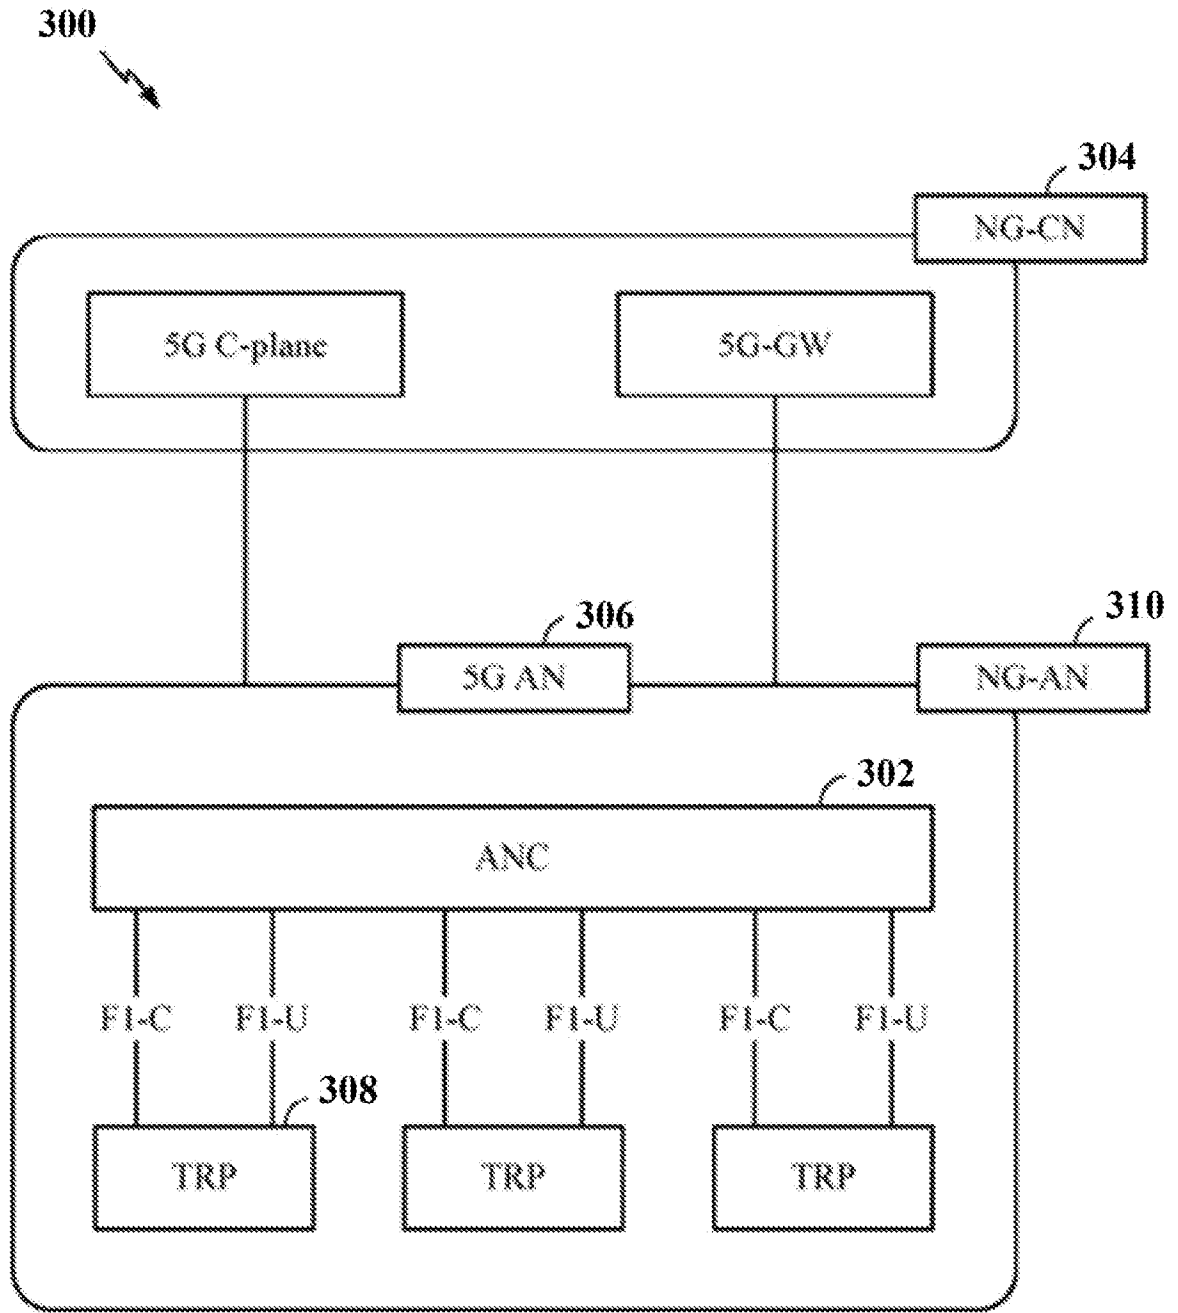 300
304
NG-CN
5G C-plane
5G-GW
306
310
5G AN
NG-AN
302
ANC
F1-C F1-U F1-C F1-U F1-C F1-U
308
TRP TRP TRP